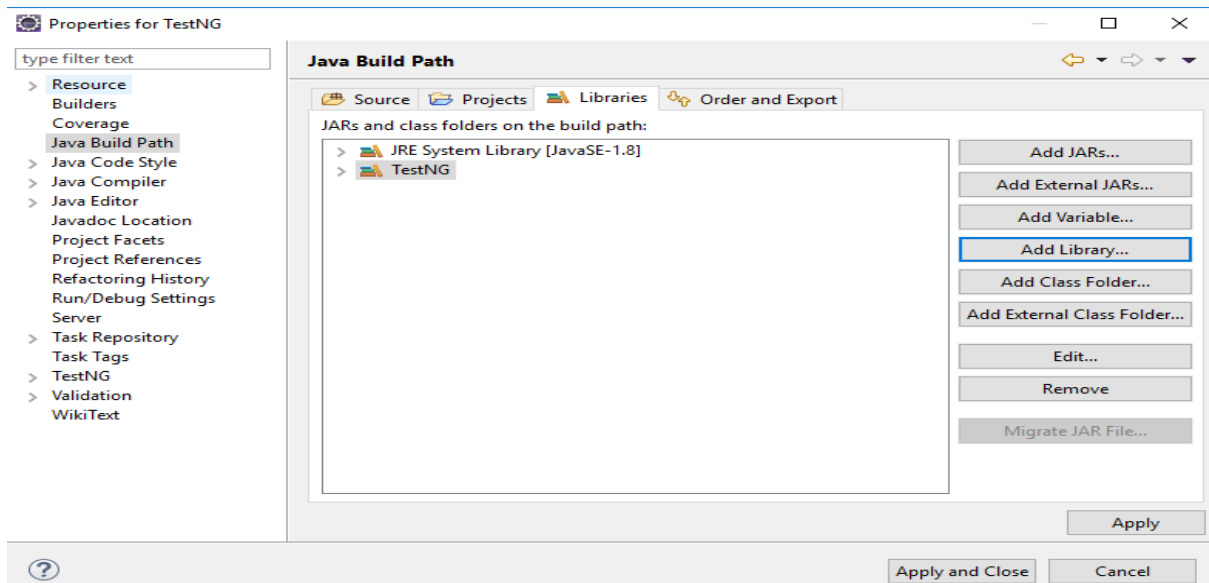 Properties for TestNG
type filter text
Resource
Builders
Coverage
Java Build Path
Java Code Style
Java Compiler
Java Editor
Javadoc Location
Project Facets
Project References
Refactoring History
Run/Debug Settings
Server
Task Repository
Task Tags
TestNG
Validation
WikiText
Java Build Path
Source Projects Libraries Order and Export
JARs and class folders on the build path:
JRE System Library [JavaSE-1.8]
TestNG
Add JARs...
Add External JARs...
Add Variable...
Add Library...
Add Class Folder...
Add External Class Folder...
Edit...
Remove
Migrate JAR File...
Apply
?
Apply and Close Cancel